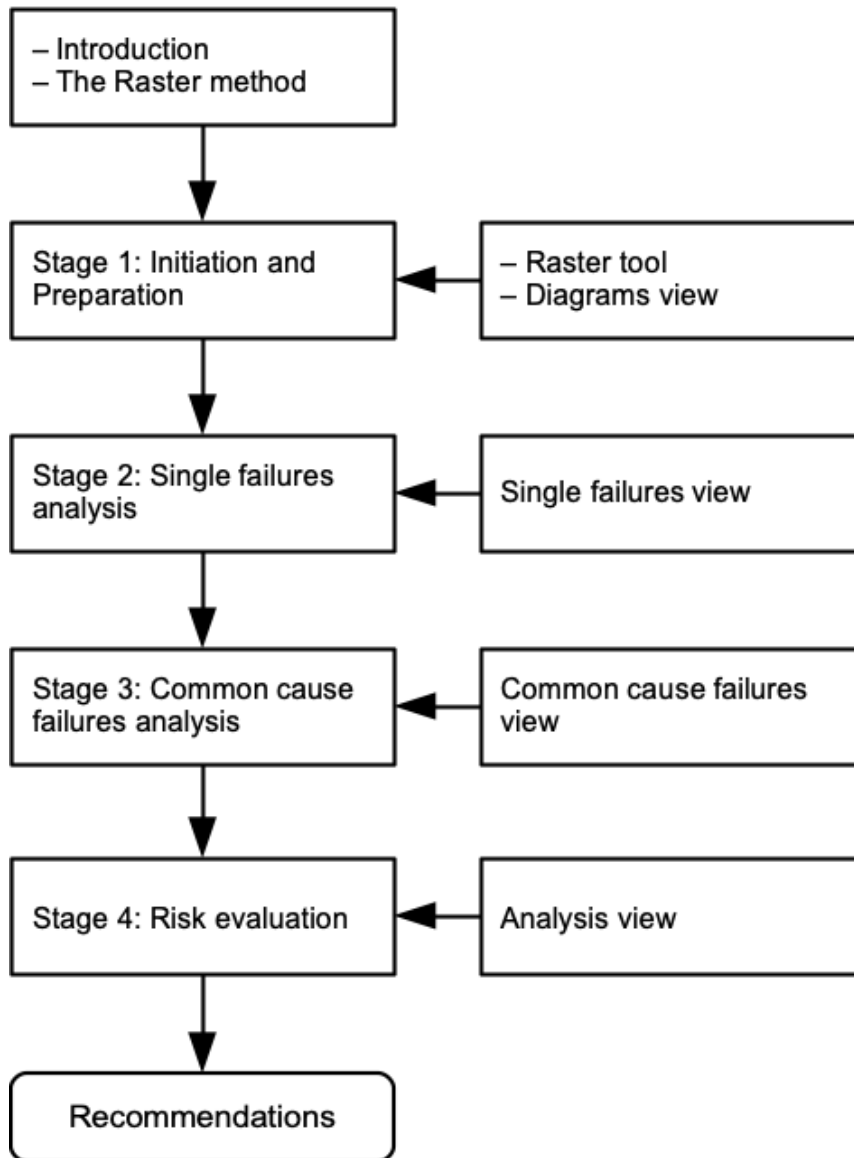 – Introduction
– The Raster method
Stage 1: Initiation and
Preparation
– Raster tool
– Diagrams view
Stage 2: Single failures
analysis
Single failures view
Stage 3: Common cause
failures analysis
Common cause failures
view
Stage 4: Risk evaluation
Analysis view
Recommendations